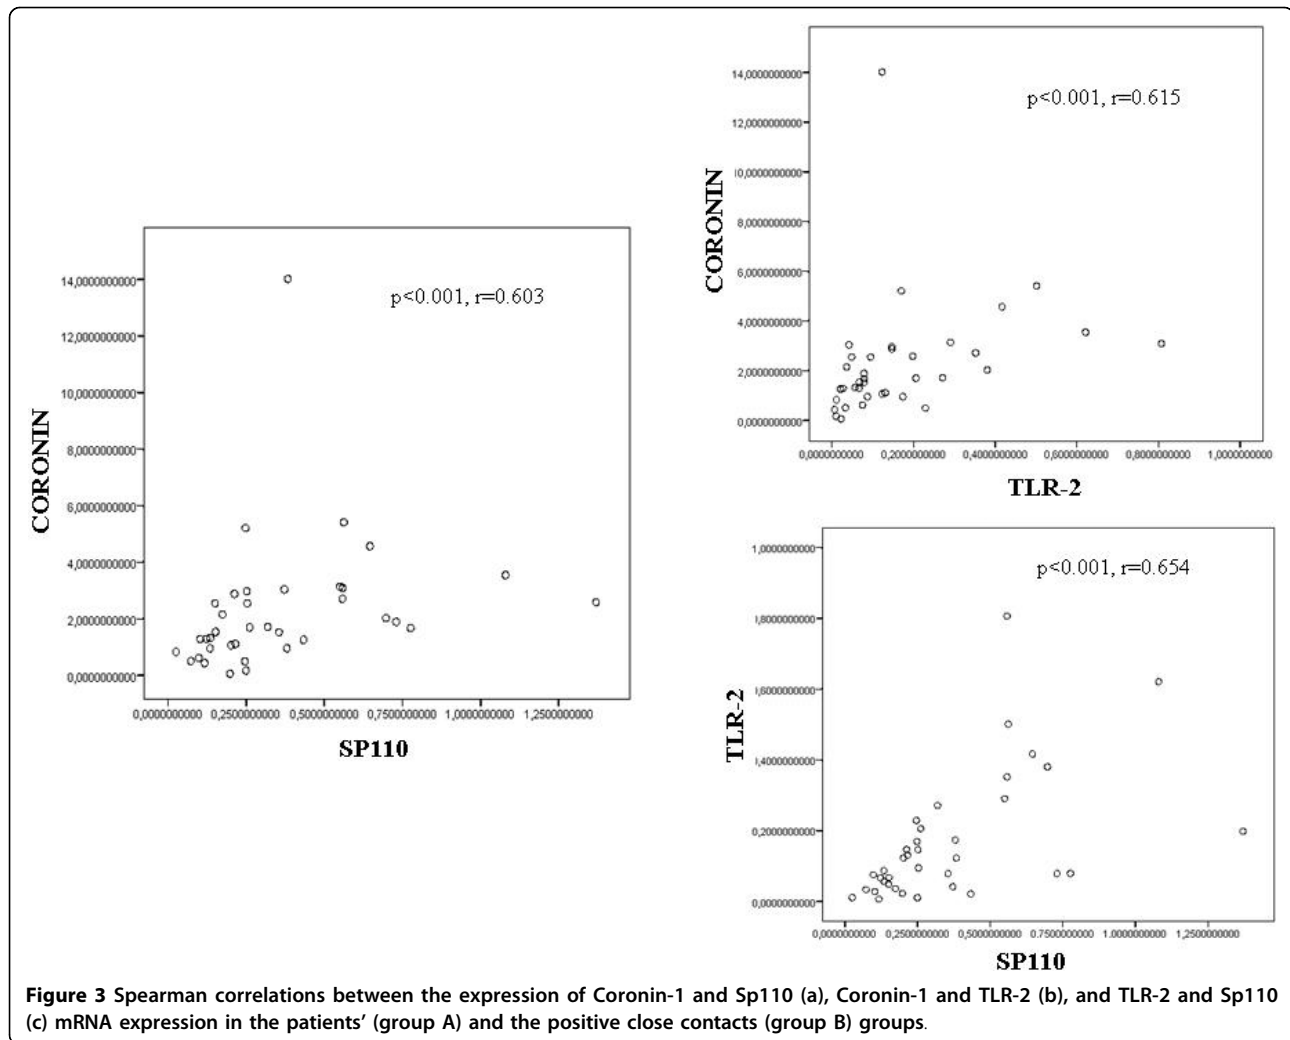 p<0.001, r=0.603
CORONIN
14,0000000000
12,0000000000
10,0000000000
8,0000000000
6,0000000000
4,0000000000
2,0000000000
0,0000000000
0,0000000000 0,2500000000 0,5000000000 0,7500000000 1,0000000000 1,2500000000
SP110
p<0.001, r=0.615
CORONIN
14,0000000000
12,0000000000
10,0000000000
8,0000000000
6,0000000000
4,0000000000
2,0000000000
0,0000000000
0,0000000000 0,2000000000 0,4000000000 0,6000000000 0,8000000000 1,0000000000
TLR-2
p<0.001, r=0.654
TLR-2
1,0000000000
0,8000000000
0,6000000000
0,4000000000
0,2000000000
0,0000000000
0,0000000000 0,2500000000 0,5000000000 0,7500000000 1,0000000000 1,2500000000
SP110
Figure 3 Spearman correlations between the expression of Coronin-1 and Sp110 (a), Coronin-1 and TLR-2 (b), and TLR-2 and Sp110
(c) mRNA expression in the patients' (group A) and the positive close contacts (group B) groups.